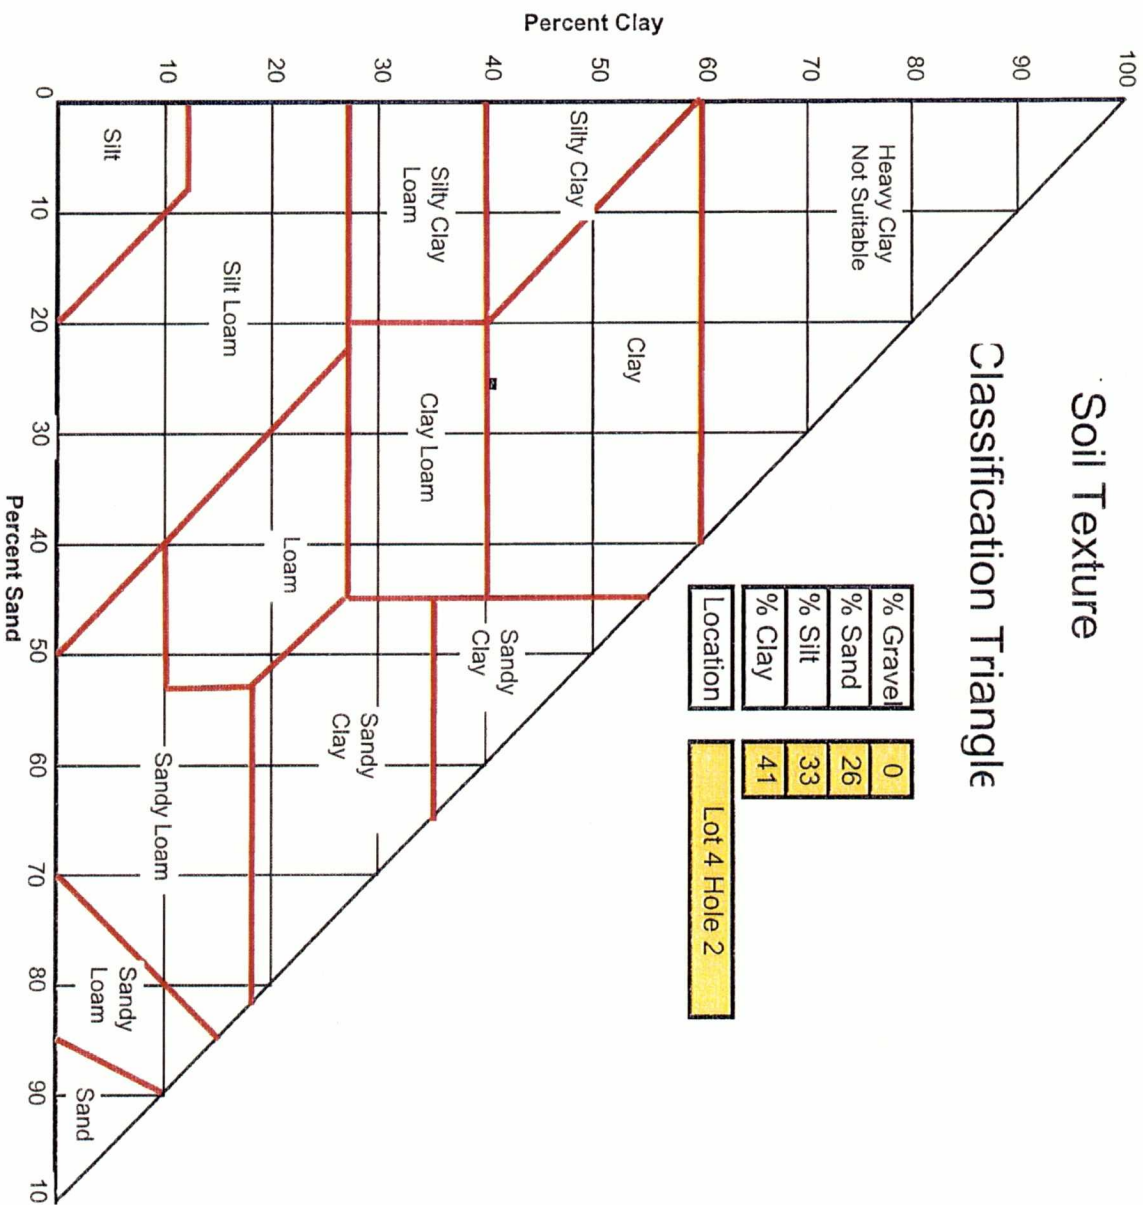 Soil Texture
Classification Triangle
% Gravel 0
% Sand 26
% Silt 33
% Clay 41
Location Lot 4 Hole 2
Percent Clay
100
90
80
70
60
50
40
30
20
10
0
Heavy Clay
Not Suitable
Silty Clay
Clay
Silty Clay
Loam
Clay Loam
Sandy
Clay
Silt Loam
Loam
Sandy
Clay
Silt
Sandy Loam
Sandy
Loam
Sand
10
20
30
40
50
60
70
80
90
10
Percent Sand